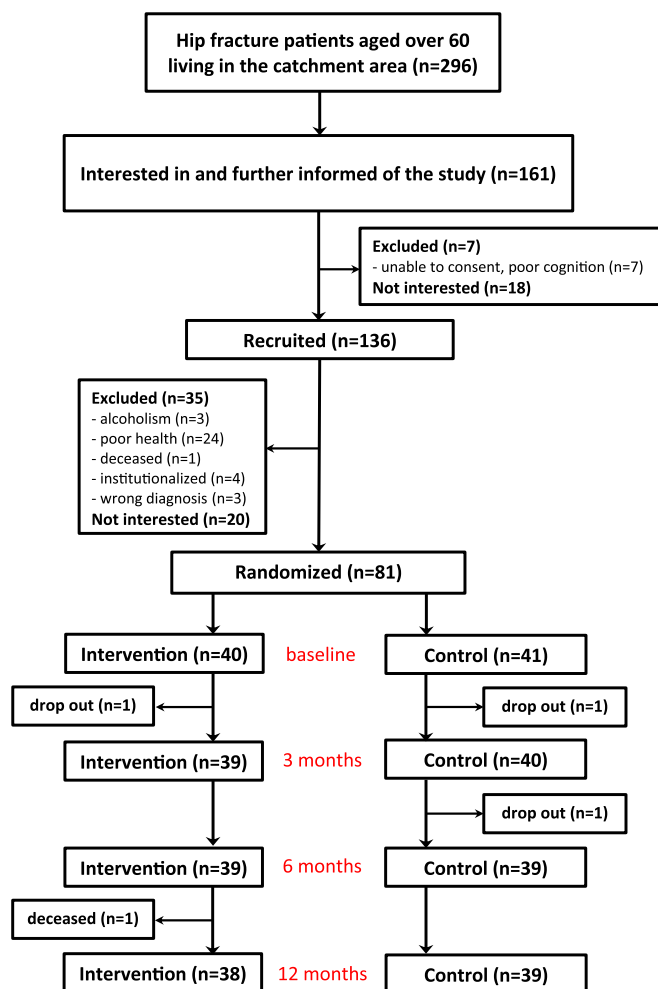 Hip fracture patients aged over 60
living in the catchment area (n=296)
Interested in and further informed of the study (n=161)
Excluded (n=7)
- unable to consent, poor cognition (n=7)
Not interested (n=18)
Recruited (n=136)
Excluded (n=35)
- alcoholism (n=3)
- poor health (n=24)
- deceased (n=1)
- institutionalized (n=4)
- wrong diagnosis (n=3)
Not interested (n=20)
Randomized (n=81)
Intervention (n=40)
baseline
Control (n=41)
drop out (n=1)
drop out (n=1)
Intervention (n=39)
3 months
Control (n=40)
drop out (n=1)
Intervention (n=39)
6 months
Control (n=39)
deceased (n=1)
Intervention (n=38)
12 months
Control (n=39)